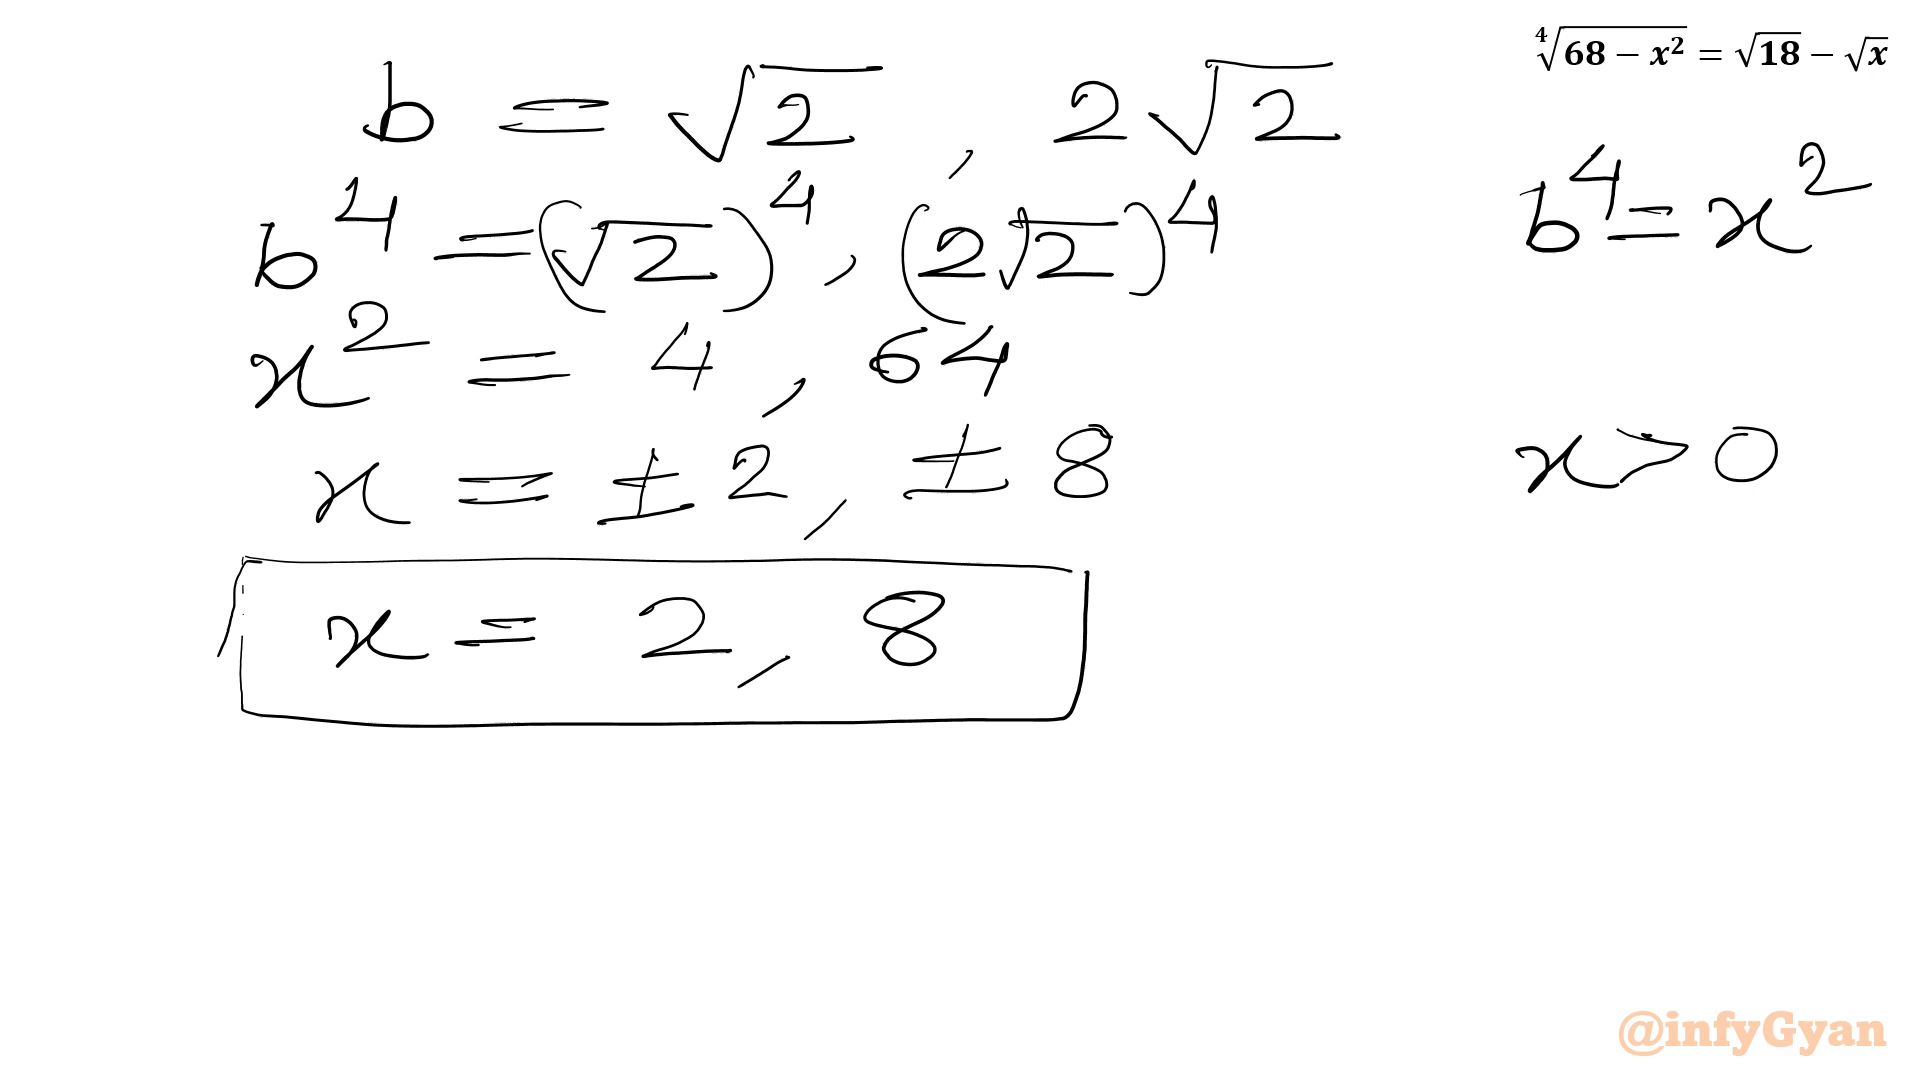 ∜(68 − x²) = √18 − √x
b = √2 , 2√2
b⁴ = x²
b⁴ = (√2)⁴ , (2√2)⁴
x² = 4 , 64
x = ±2 , ±8
x > 0
x = 2 , 8
@infyGyan